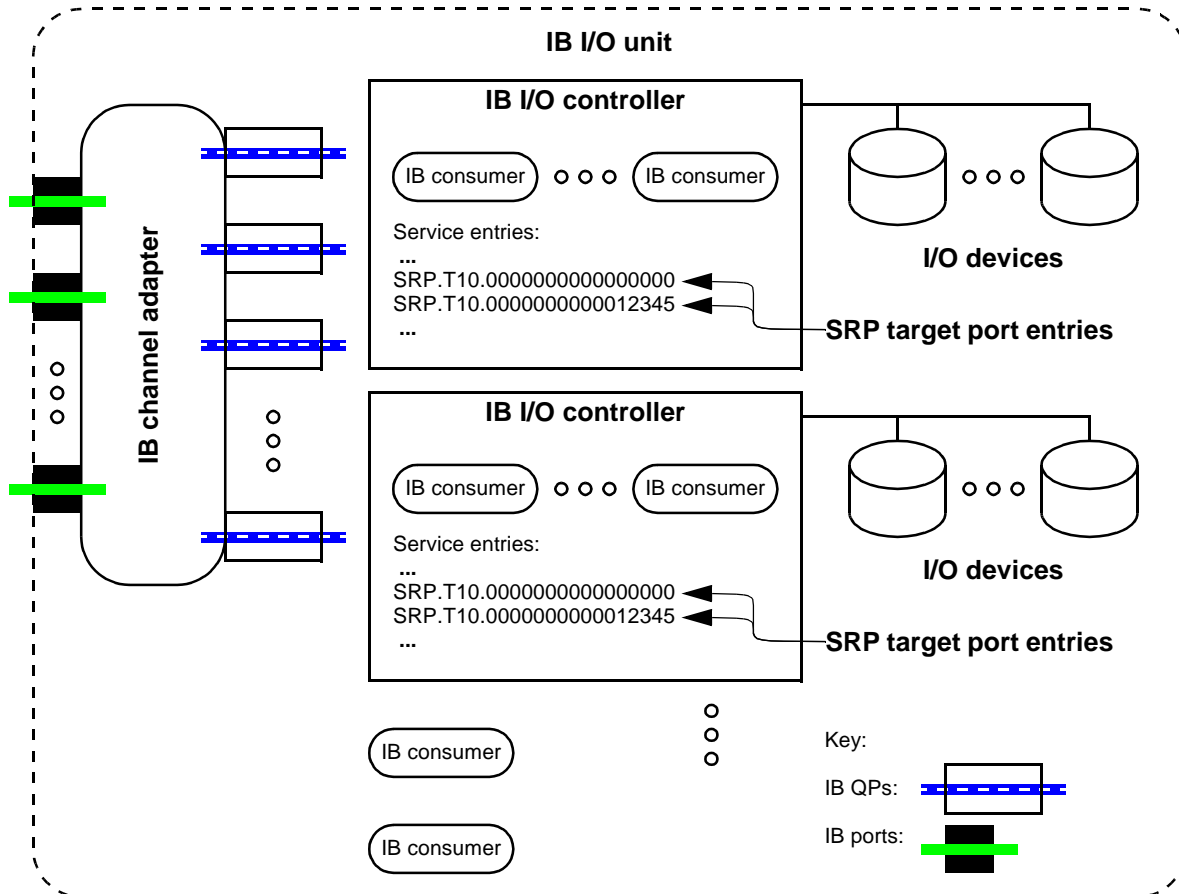 IB I/O unit
IB channel adapter
IB I/O controller
IB consumer IB consumer
Service entries:
...
SRP.T10.0000000000000000
SRP.T10.0000000000012345
...
I/O devices
SRP target port entries
IB I/O controller
IB consumer IB consumer
Service entries:
...
SRP.T10.0000000000000000
SRP.T10.0000000000012345
...
I/O devices
SRP target port entries
IB consumer
IB consumer
Key:
IB QPs:
IB ports: